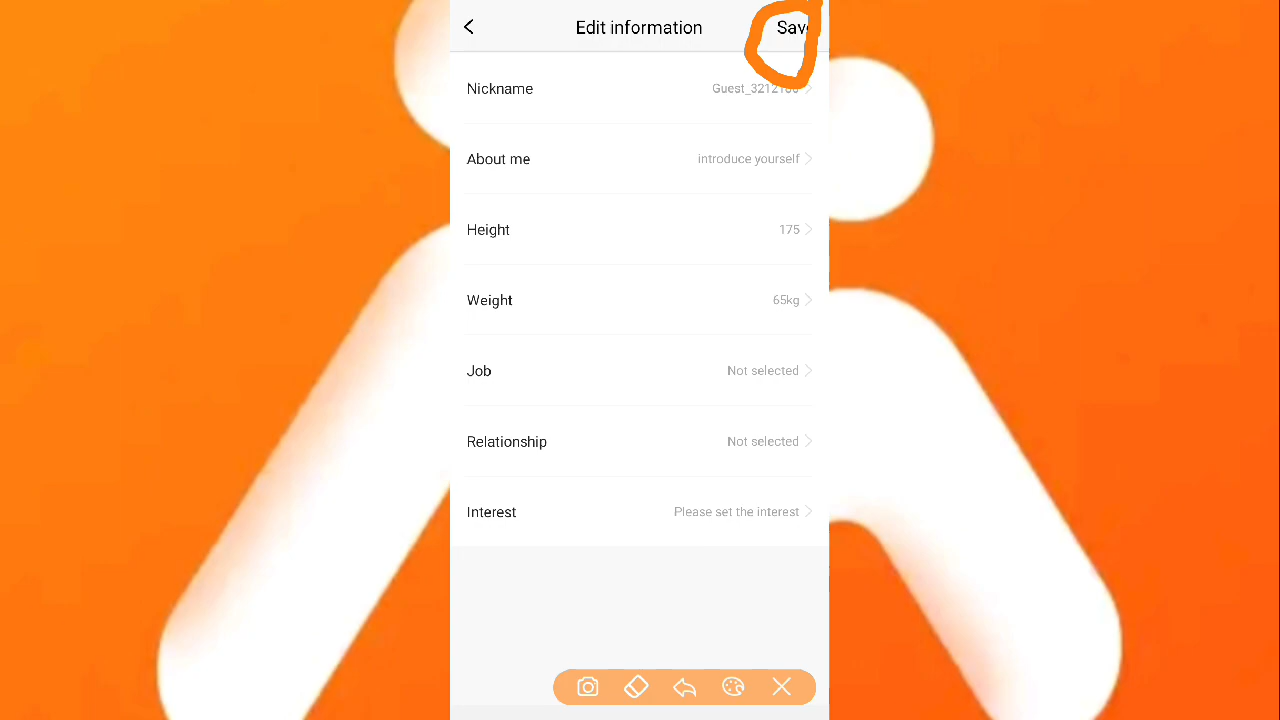 Edit information
Nickname
About me introduce yourself
Height 175
Weight 65kg
Job Not selected
Relationship Not selected
Interest Please set the interest